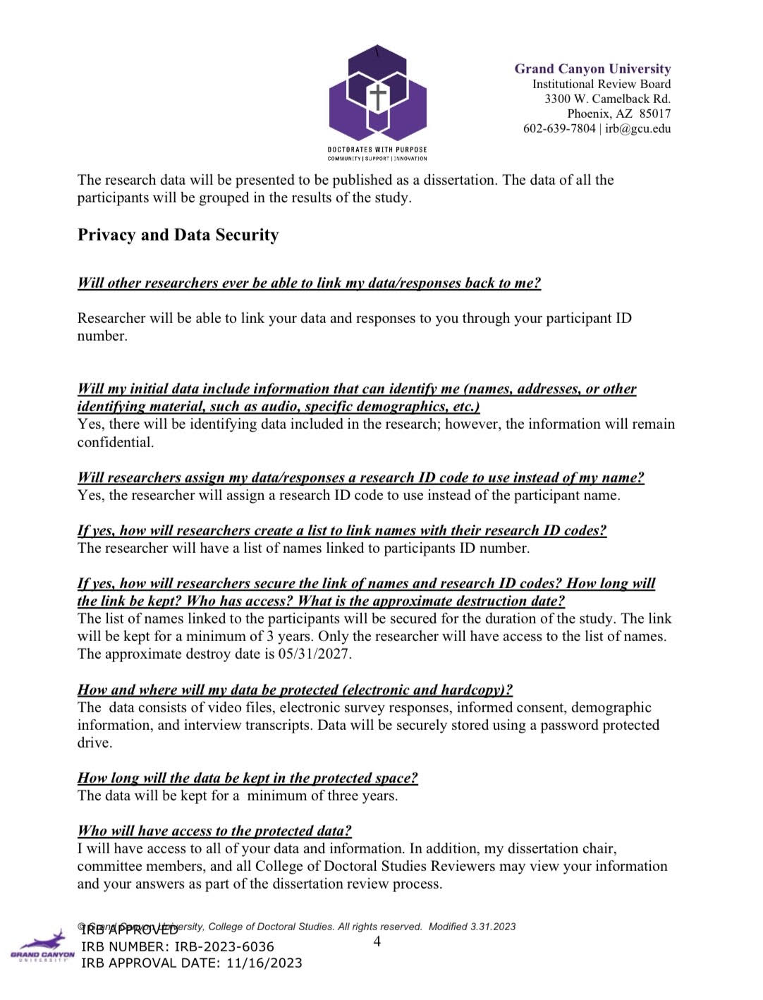 Grand Canyon University
Institutional Review Board
3300 W. Camelback Rd.
Phoenix, AZ  85017
602-639-7804 | irb@gcu.edu
DOCTORATES WITH PURPOSE
COMMUNITY | SUPPORT | INNOVATION
The research data will be presented to be published as a dissertation. The data of all the
participants will be grouped in the results of the study.
Privacy and Data Security
Will other researchers ever be able to link my data/responses back to me?
Researcher will be able to link your data and responses to you through your participant ID
number.
Will my initial data include information that can identify me (names, addresses, or other
identifying material, such as audio, specific demographics, etc.)
Yes, there will be identifying data included in the research; however, the information will remain
confidential.
Will researchers assign my data/responses a research ID code to use instead of my name?
Yes, the researcher will assign a research ID code to use instead of the participant name.
If yes, how will researchers create a list to link names with their research ID codes?
The researcher will have a list of names linked to participants ID number.
If yes, how will researchers secure the link of names and research ID codes? How long will
the link be kept? Who has access? What is the approximate destruction date?
The list of names linked to the participants will be secured for the duration of the study. The link
will be kept for a minimum of 3 years. Only the researcher will have access to the list of names.
The approximate destroy date is 05/31/2027.
How and where will my data be protected (electronic and hardcopy)?
The  data consists of video files, electronic survey responses, informed consent, demographic
information, and interview transcripts. Data will be securely stored using a password protected
drive.
How long will the data be kept in the protected space?
The data will be kept for a  minimum of three years.
Who will have access to the protected data?
I will have access to all of your data and information. In addition, my dissertation chair,
committee members, and all College of Doctoral Studies Reviewers may view your information
and your answers as part of the dissertation review process.
© Grand Canyon University, College of Doctoral Studies. All rights reserved.  Modified 3.31.2023
IRB APPROVED
4
IRB NUMBER: IRB-2023-6036
IRB APPROVAL DATE: 11/16/2023
GRAND CANYON
UNIVERSITY